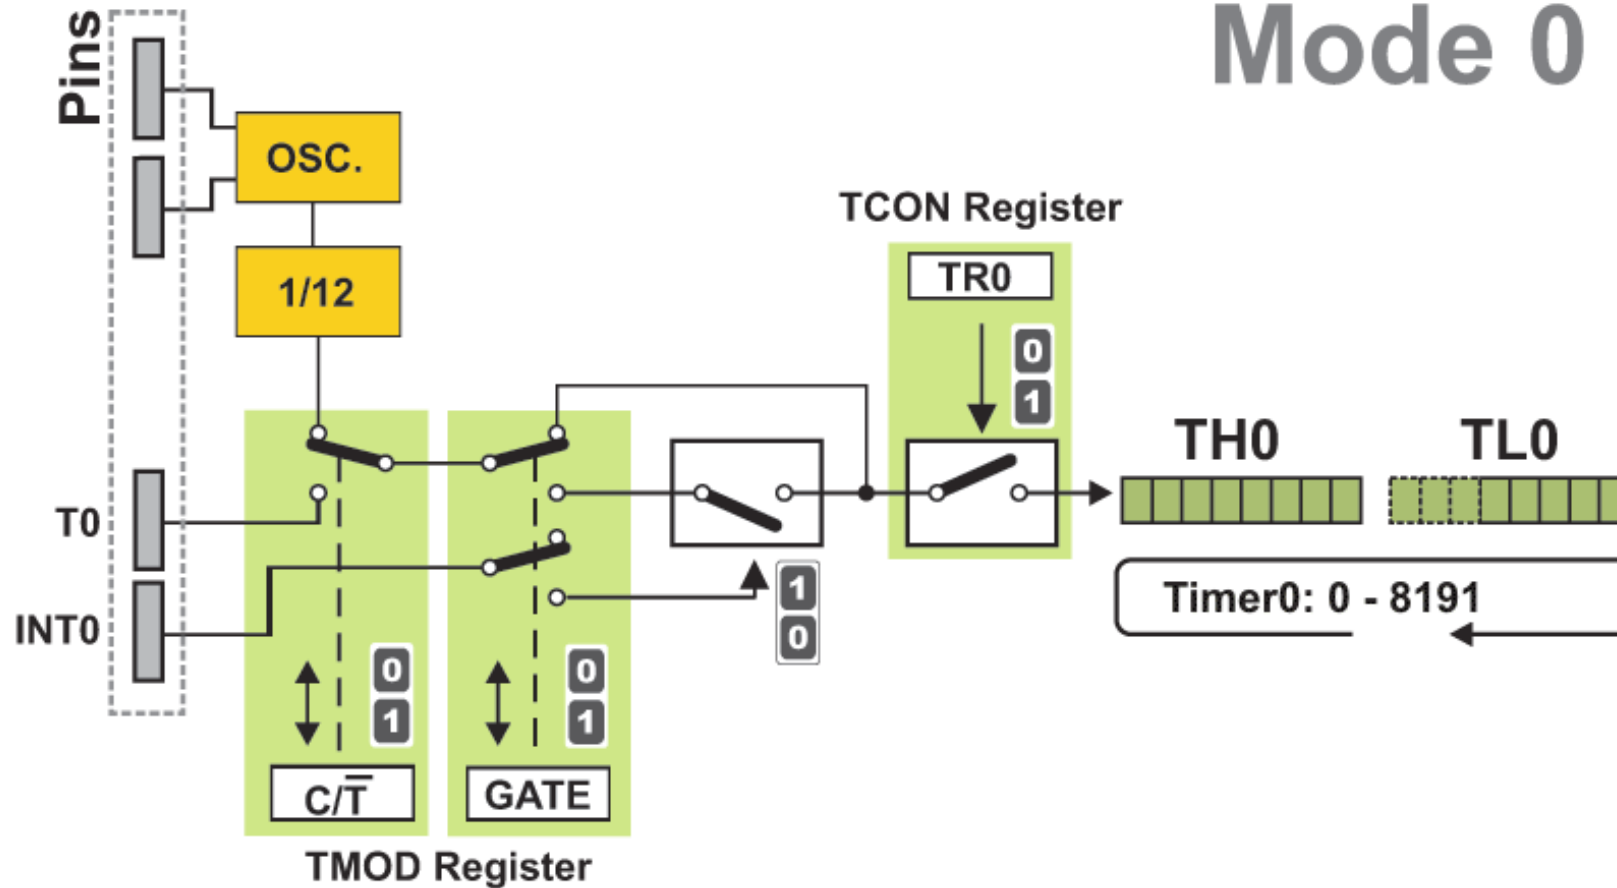 Mode 0
Pins
OSC.
1/12
TCON Register
TR0
0
1
TH0
TL0
T0
INT0
1
0
Timer0: 0 - 8191
0
1
0
1
C/T̅
GATE
TMOD Register